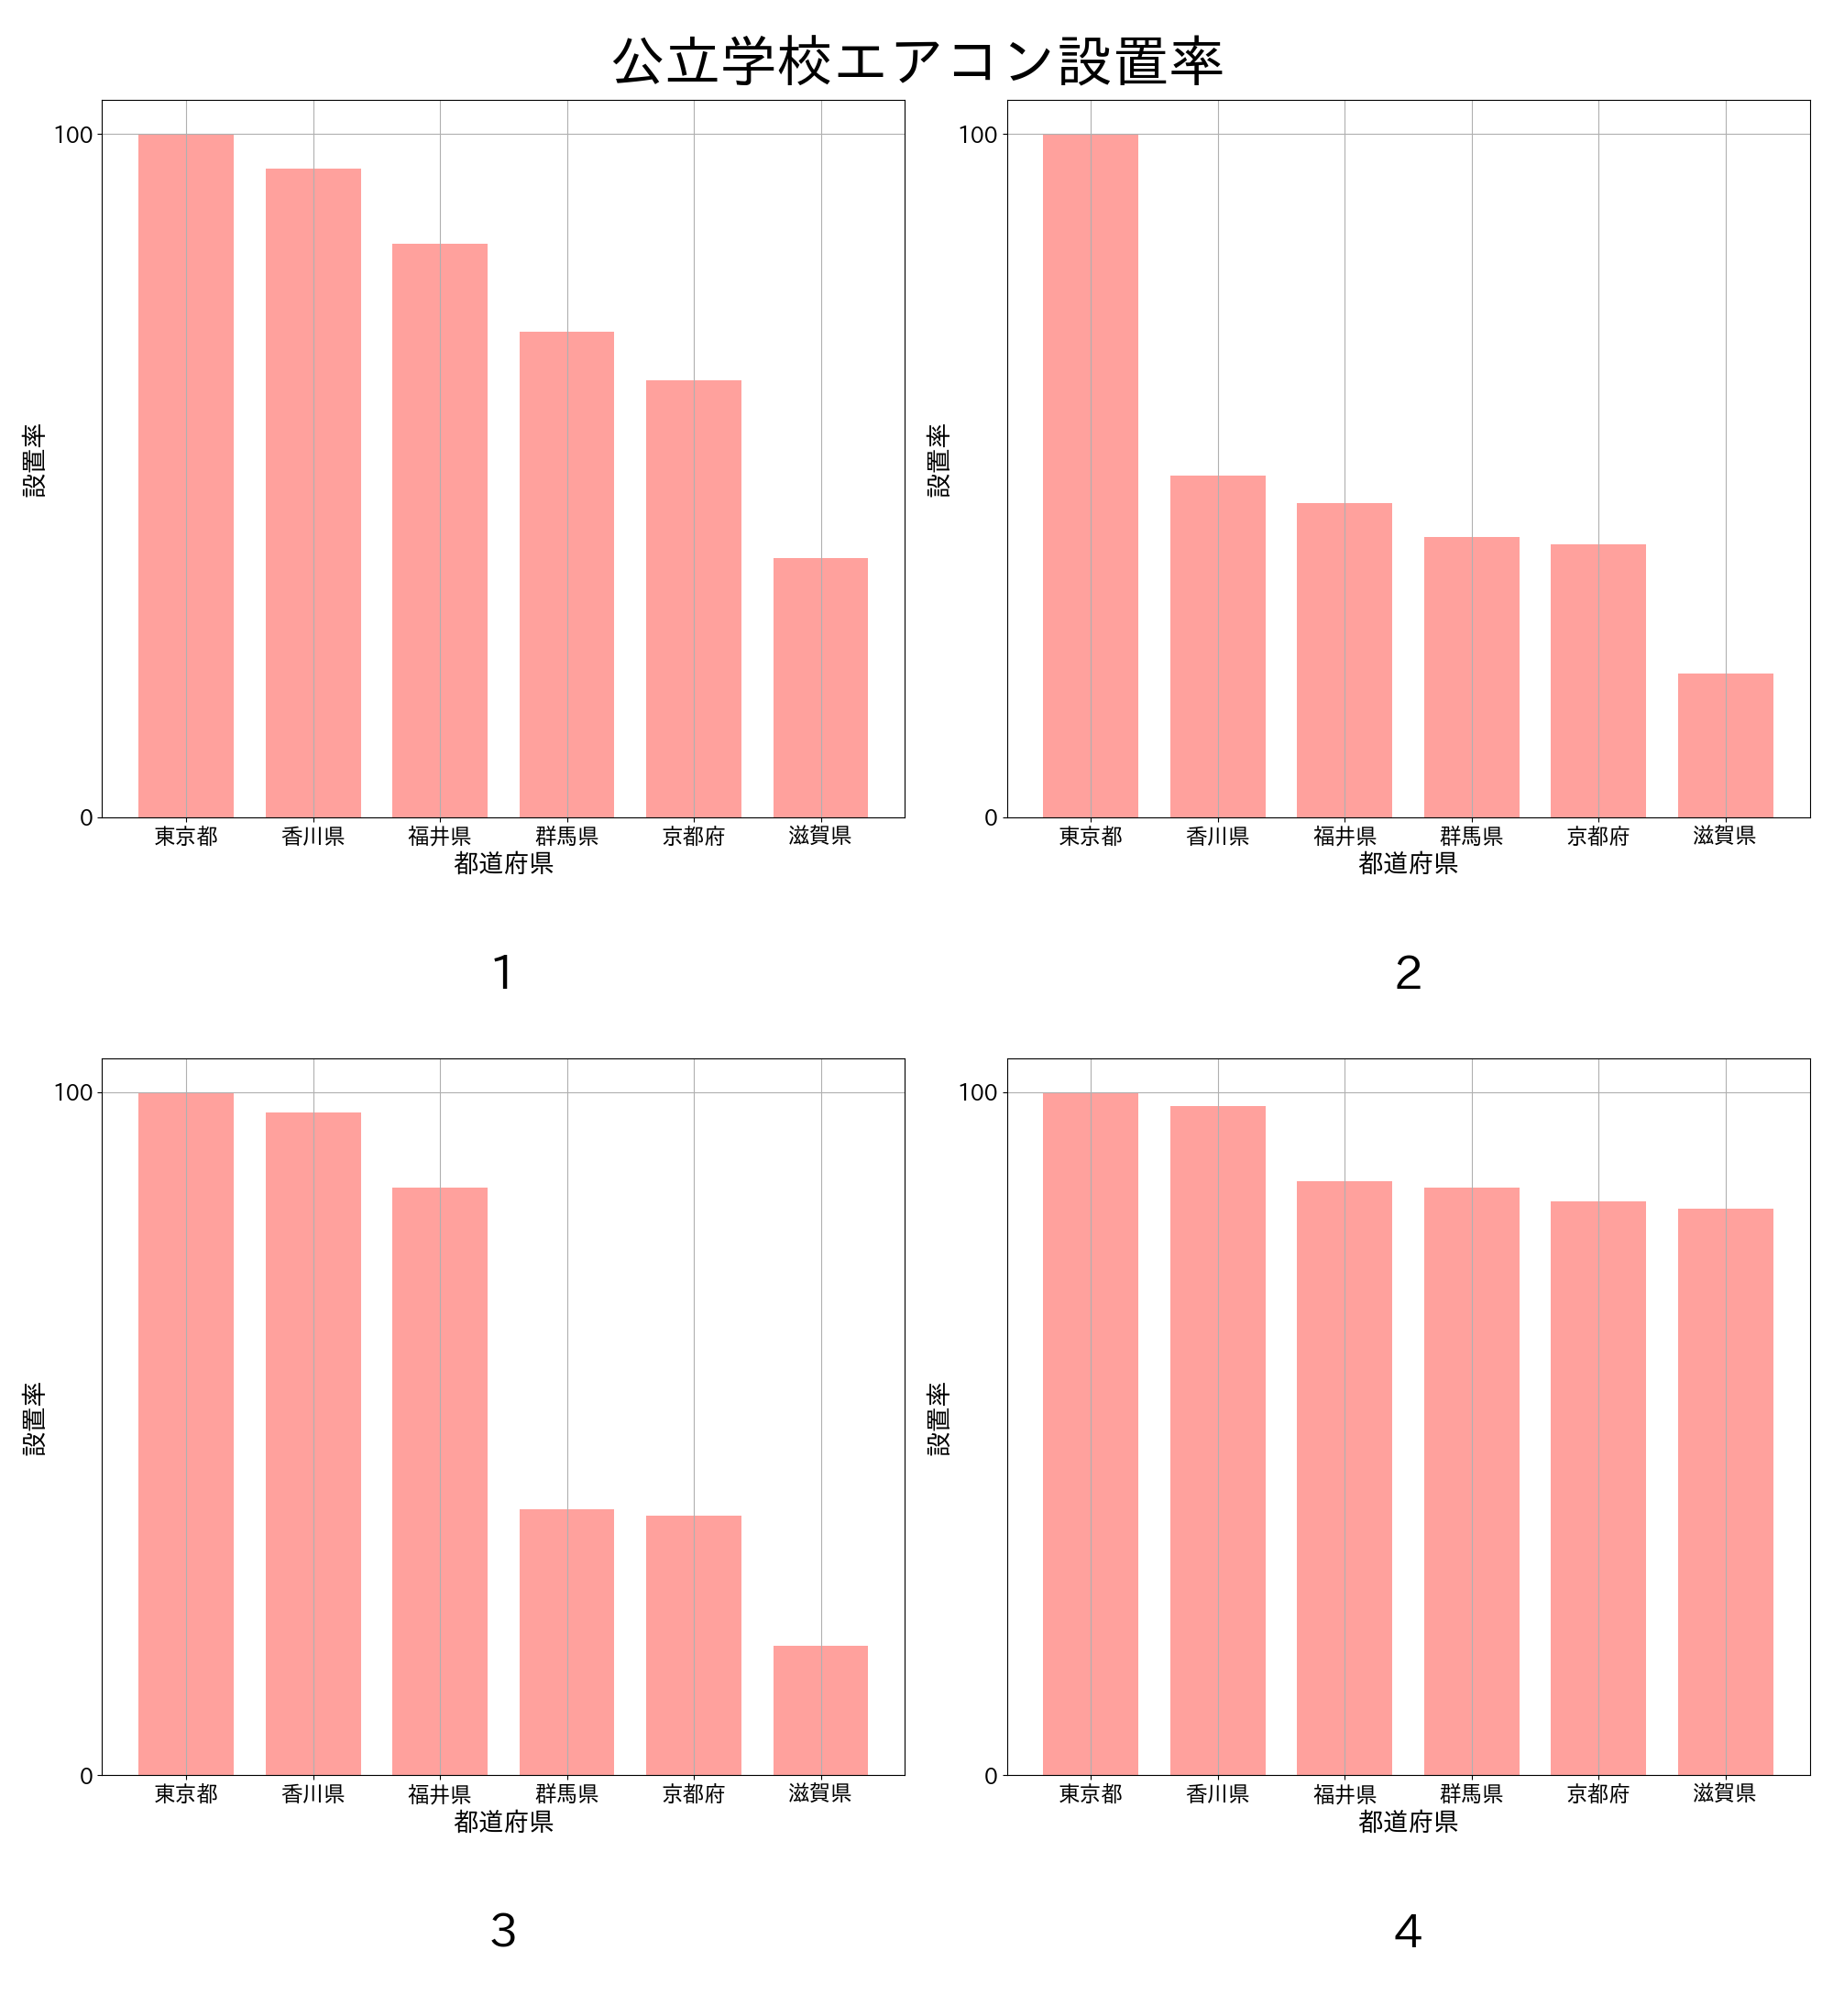 公立学校エアコン設置率
100
0
設置率
東京都 香川県 福井県 群馬県 京都府 滋賀県
都道府県
1
100
0
設置率
東京都 香川県 福井県 群馬県 京都府 滋賀県
都道府県
2
100
0
設置率
東京都 香川県 福井県 群馬県 京都府 滋賀県
都道府県
3
100
0
設置率
東京都 香川県 福井県 群馬県 京都府 滋賀県
都道府県
4